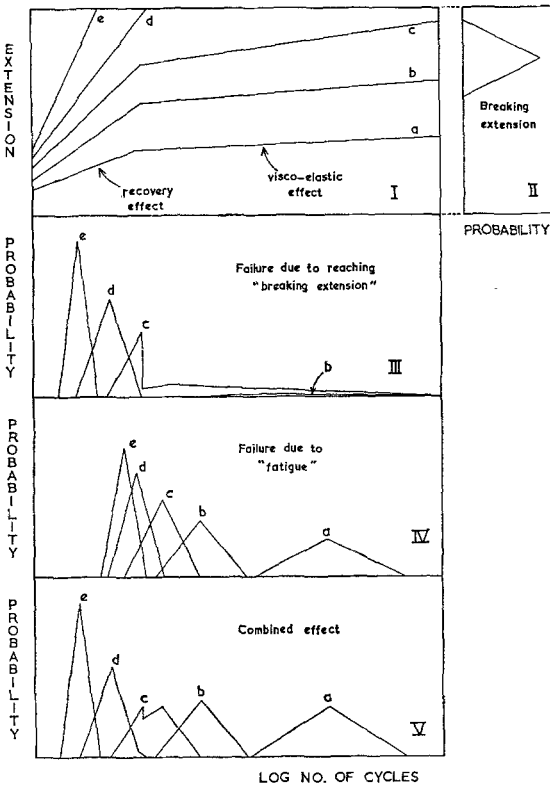 EXTENSION
e
d
c
b
a
recovery
effect
visco-elastic
effect
I
Breaking
extension
II
PROBABILITY
PROBABILITY
e
d
c
Failure due to reaching
"breaking extension"
b
III
PROBABILITY
e
d
c
b
a
Failure due to
"fatigue"
IV
PROBABILITY
e
d
c
b
a
Combined effect
V
LOG NO. OF CYCLES